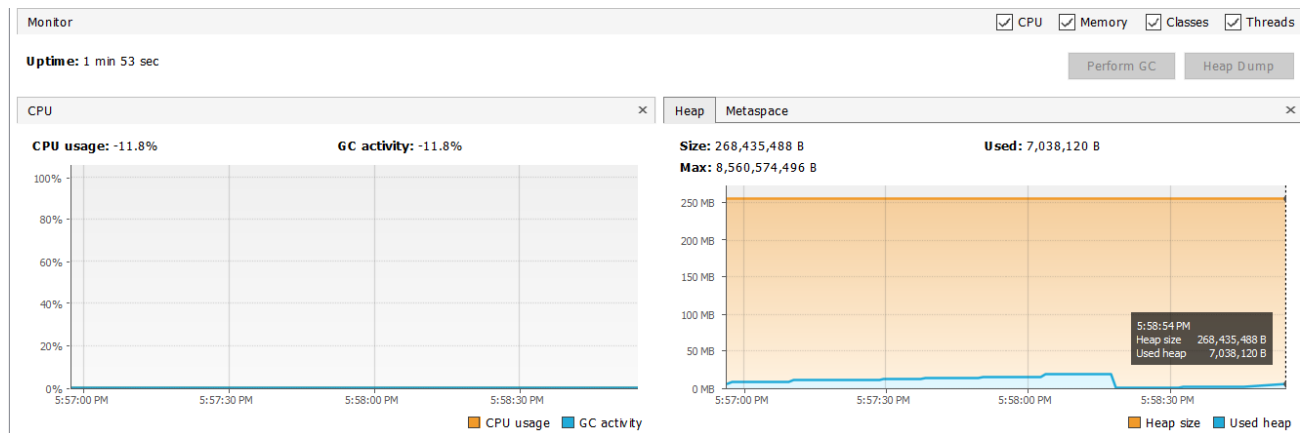 Monitor
CPU Memory Classes Threads
Uptime: 1 min 53 sec
Perform GC Heap Dump
CPU
CPU usage: -11.8% GC activity: -11.8%
100%
80%
60%
40%
20%
0%
5:57:00 PM 5:57:30 PM 5:58:00 PM 5:58:30 PM
CPU usage GC activity
Heap Metaspace
Size: 268,435,488 B Used: 7,038,120 B
Max: 8,560,574,496 B
250 MB
200 MB
150 MB
100 MB
50 MB
0 MB
5:58:54 PM
Heap size 268,435,488 B
Used heap 7,038,120 B
5:57:00 PM 5:57:30 PM 5:58:00 PM 5:58:30 PM
Heap size Used heap